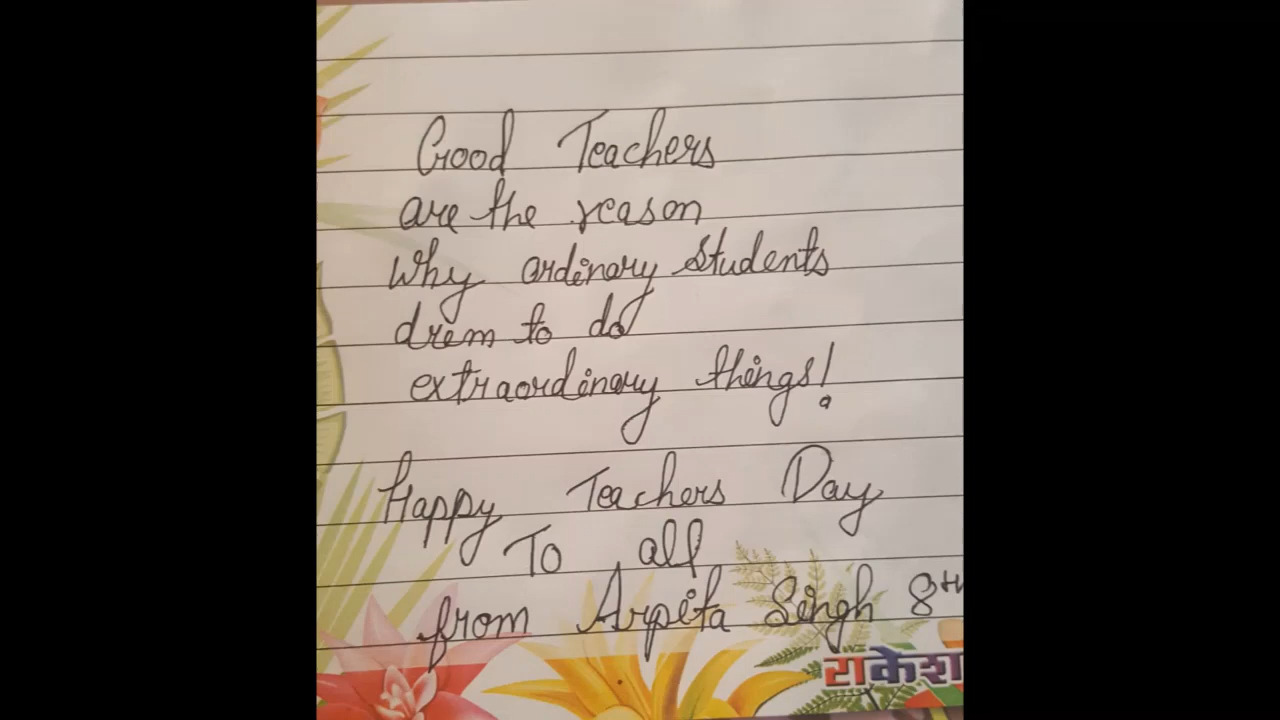 Good Teachers
are the reason
Why ordinary students
drem to do
extraordinary things!
Happy Teachers Day
To all
from Arpita Singh 8th
राकेश